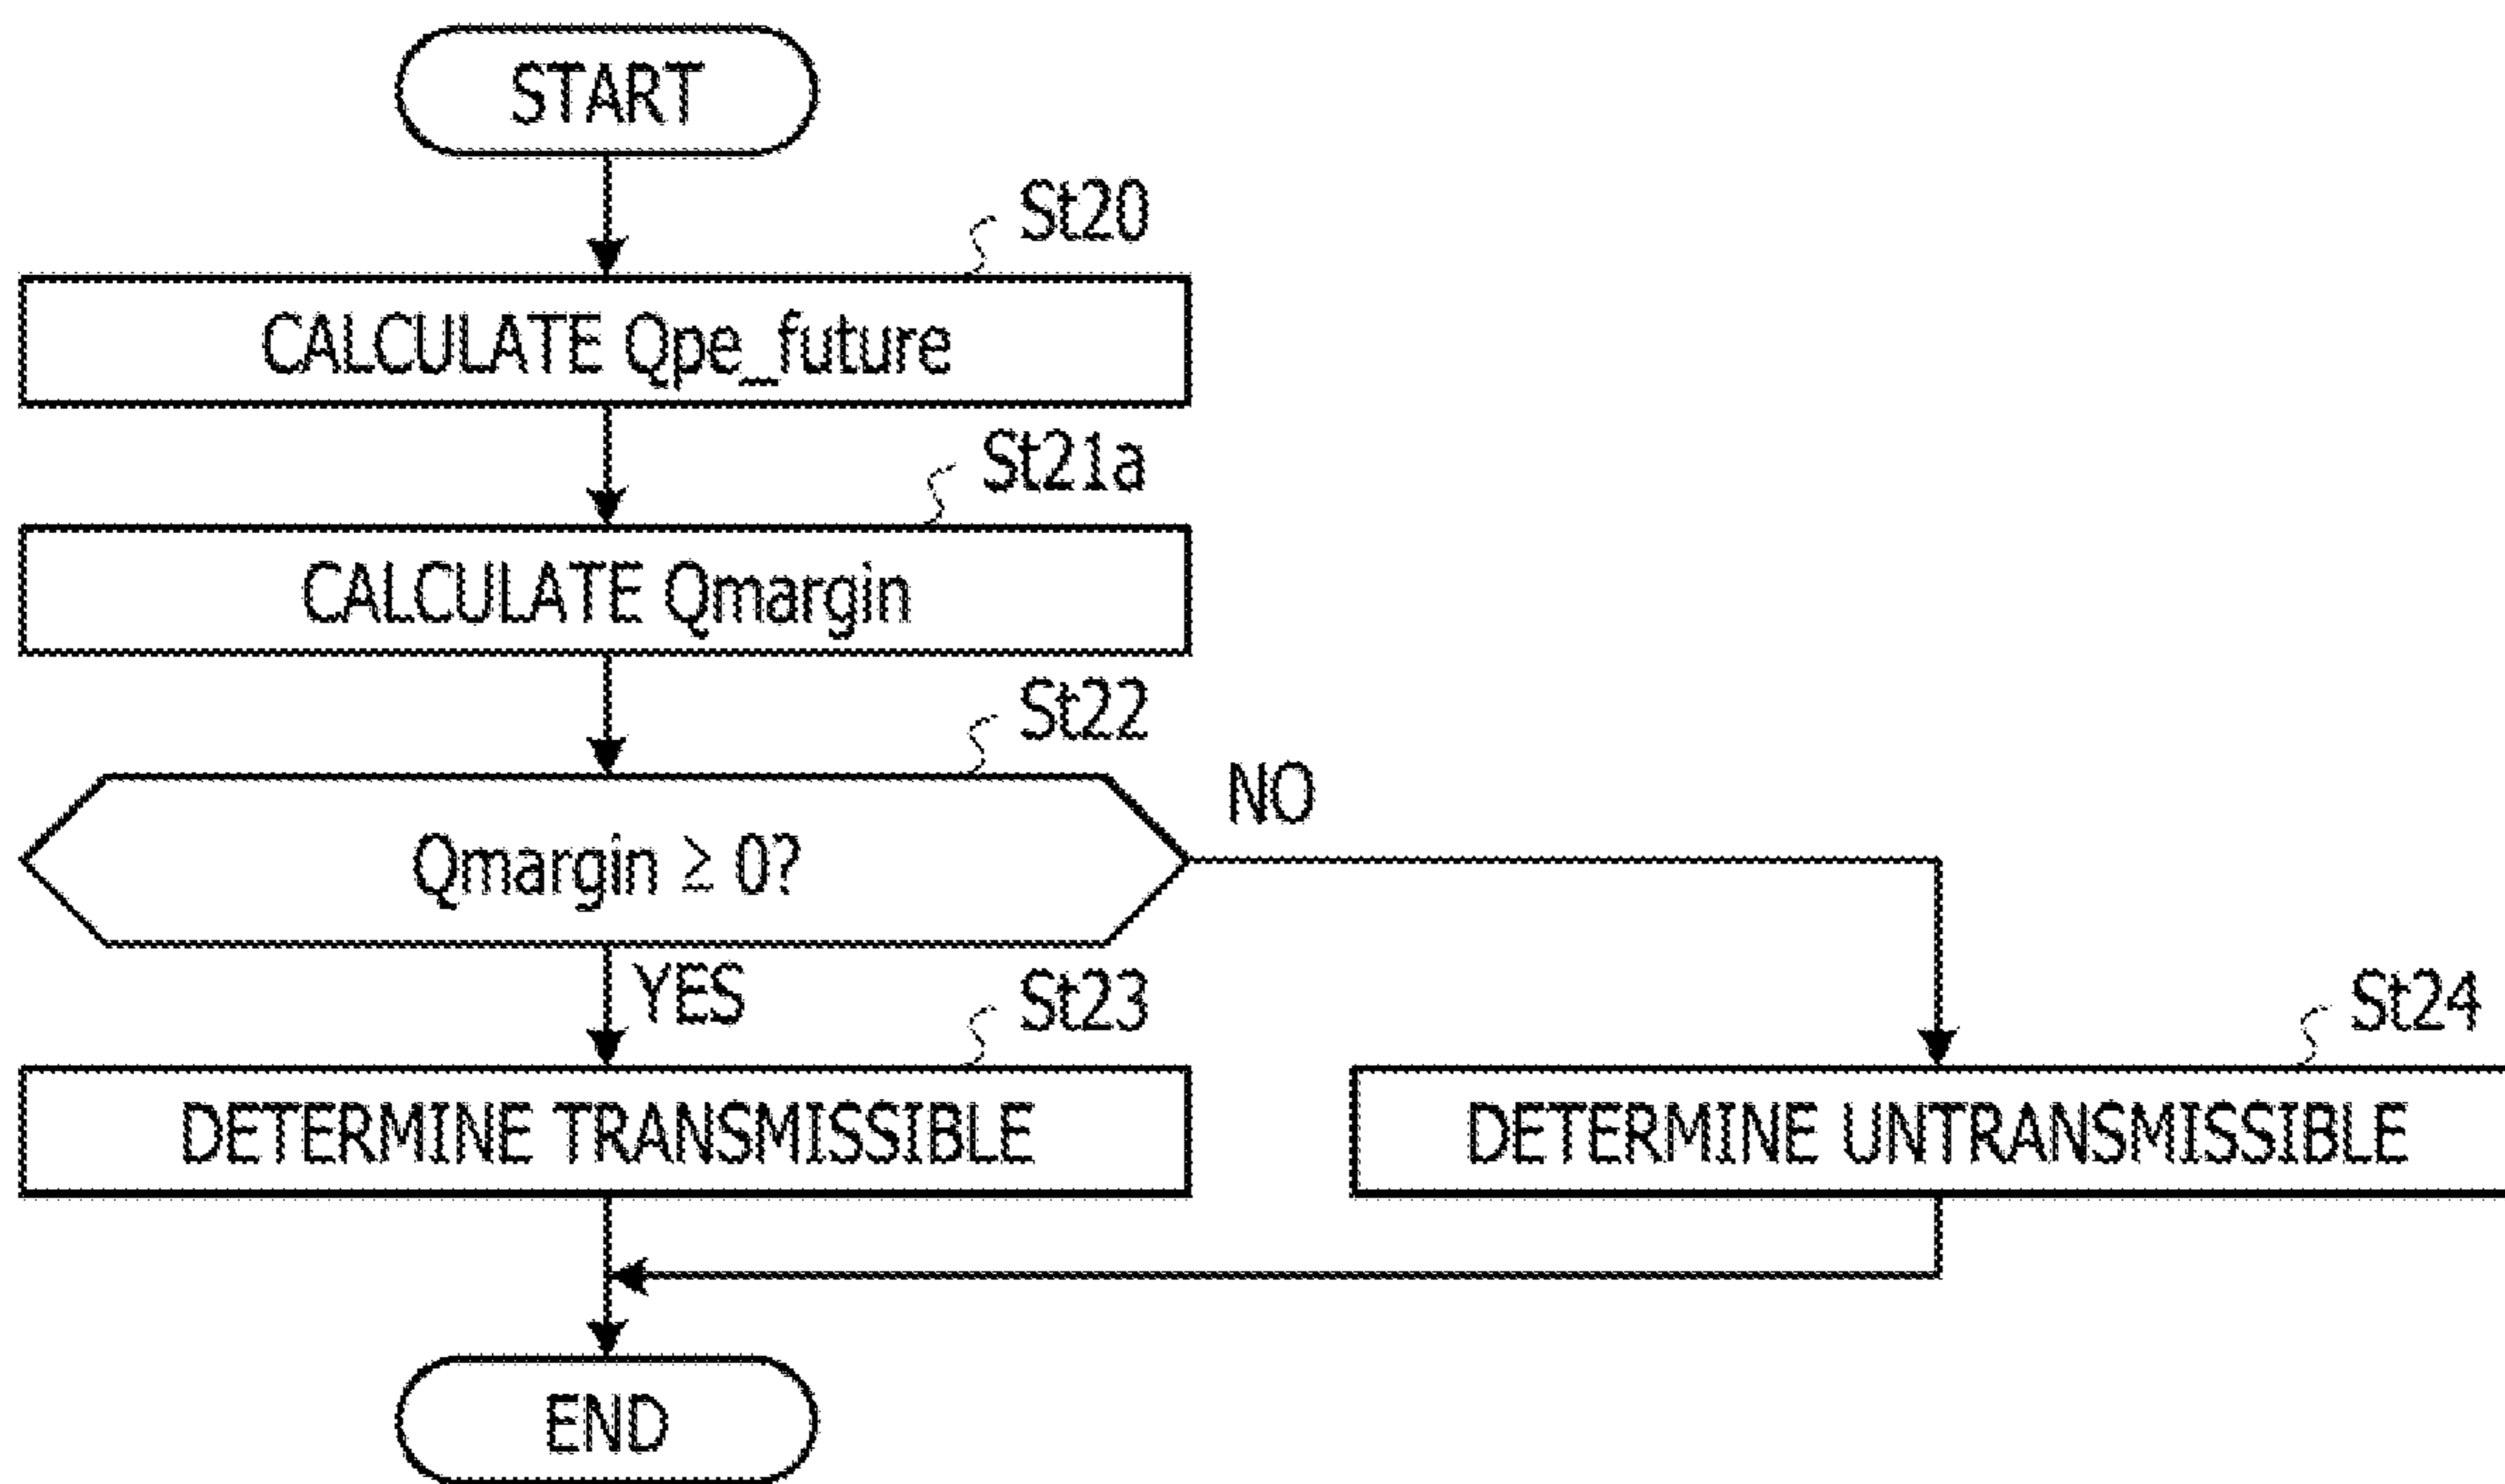 START
St20
CALCULATE Qpe_future
St21a
CALCULATE Qmargin
St22
Qmargin ≥ 0?
NO
YES
St23
St24
DETERMINE TRANSMISSIBLE
DETERMINE UNTRANSMISSIBLE
END